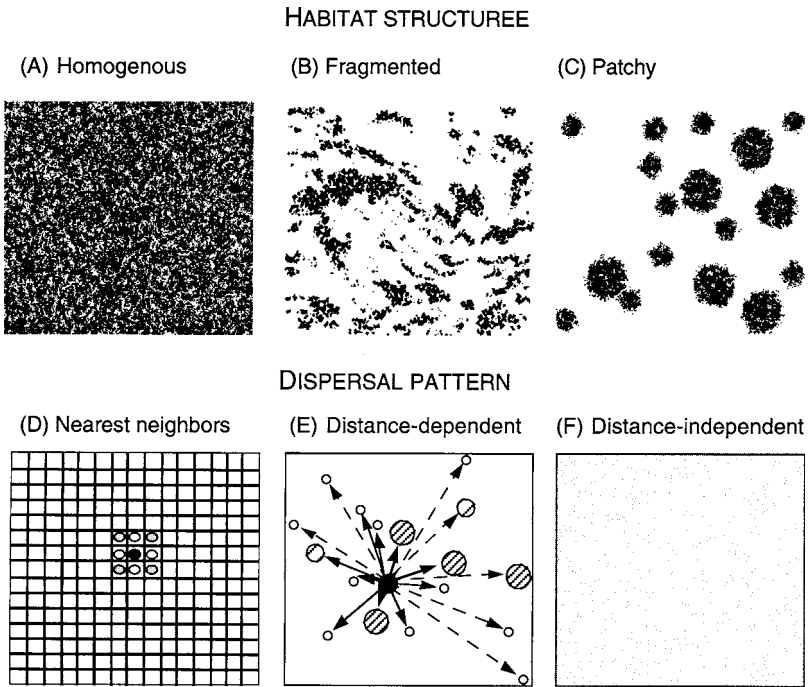 HABITAT STRUCTUREE
(A) Homogenous
(B) Fragmented
(C) Patchy
DISPERSAL PATTERN
(D) Nearest neighbors
(E) Distance-dependent
(F) Distance-independent